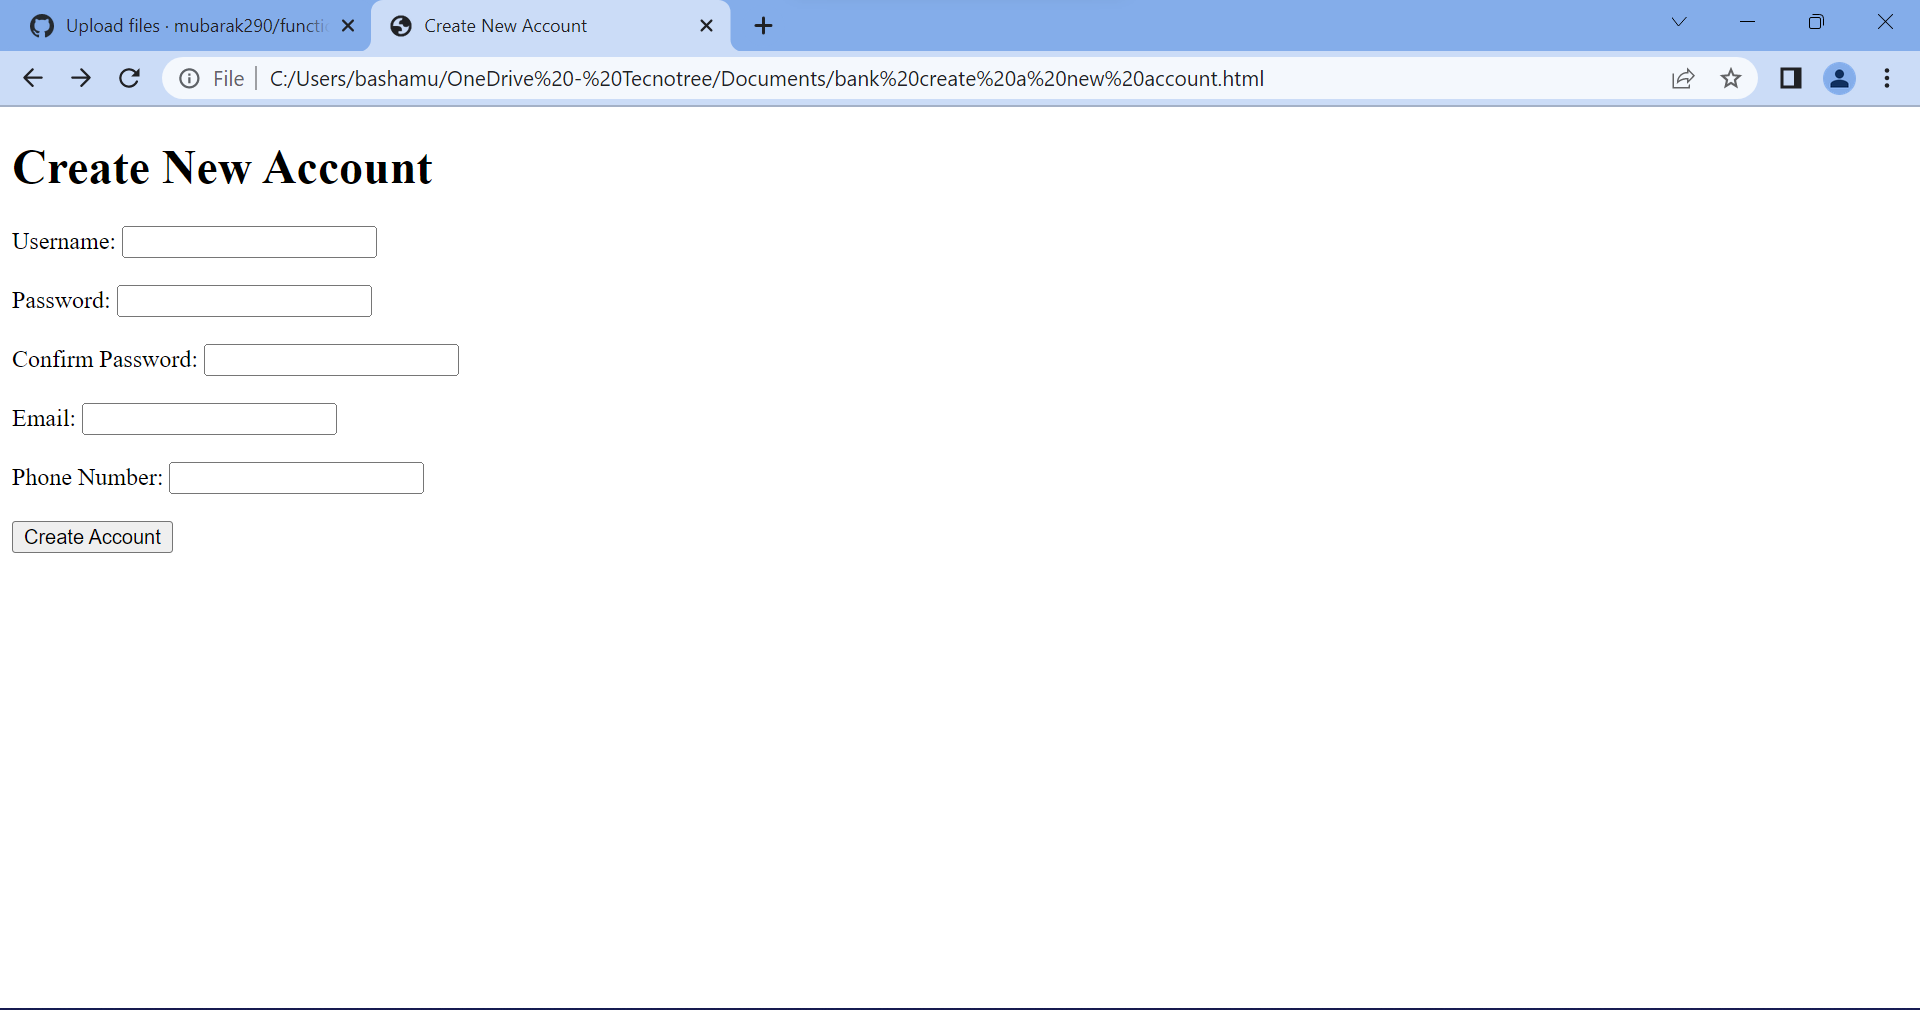 Upload files · mubarak290/functi
Create New Account
File
C:/Users/bashamu/OneDrive%20-%20Tecnotree/Documents/bank%20create%20a%20new%20account.html
Create New Account
Username:
Password:
Confirm Password:
Email:
Phone Number:
Create Account